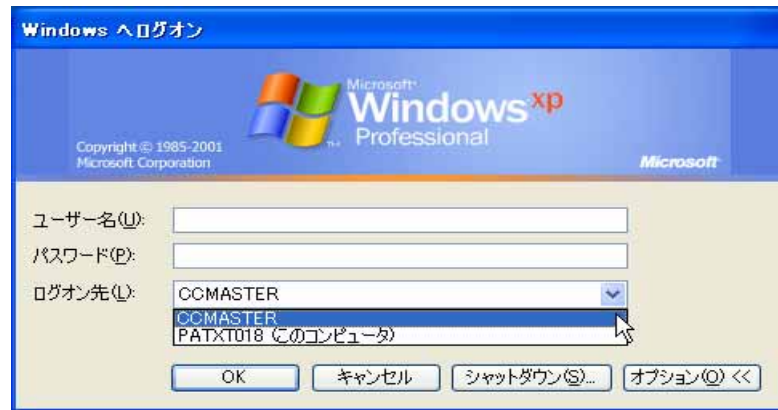 Windows へログオン
Microsoft
Windows xp
Professional
Copyright © 1985-2001
Microsoft Corporation
Microsoft
ユーザー名(U):
パスワード(P):
ログオン先(L):
CCMASTER
CCMASTER
PATXT018 (このコンピュータ)
OK キャンセル シャットダウン(S)... オプション(O) <<